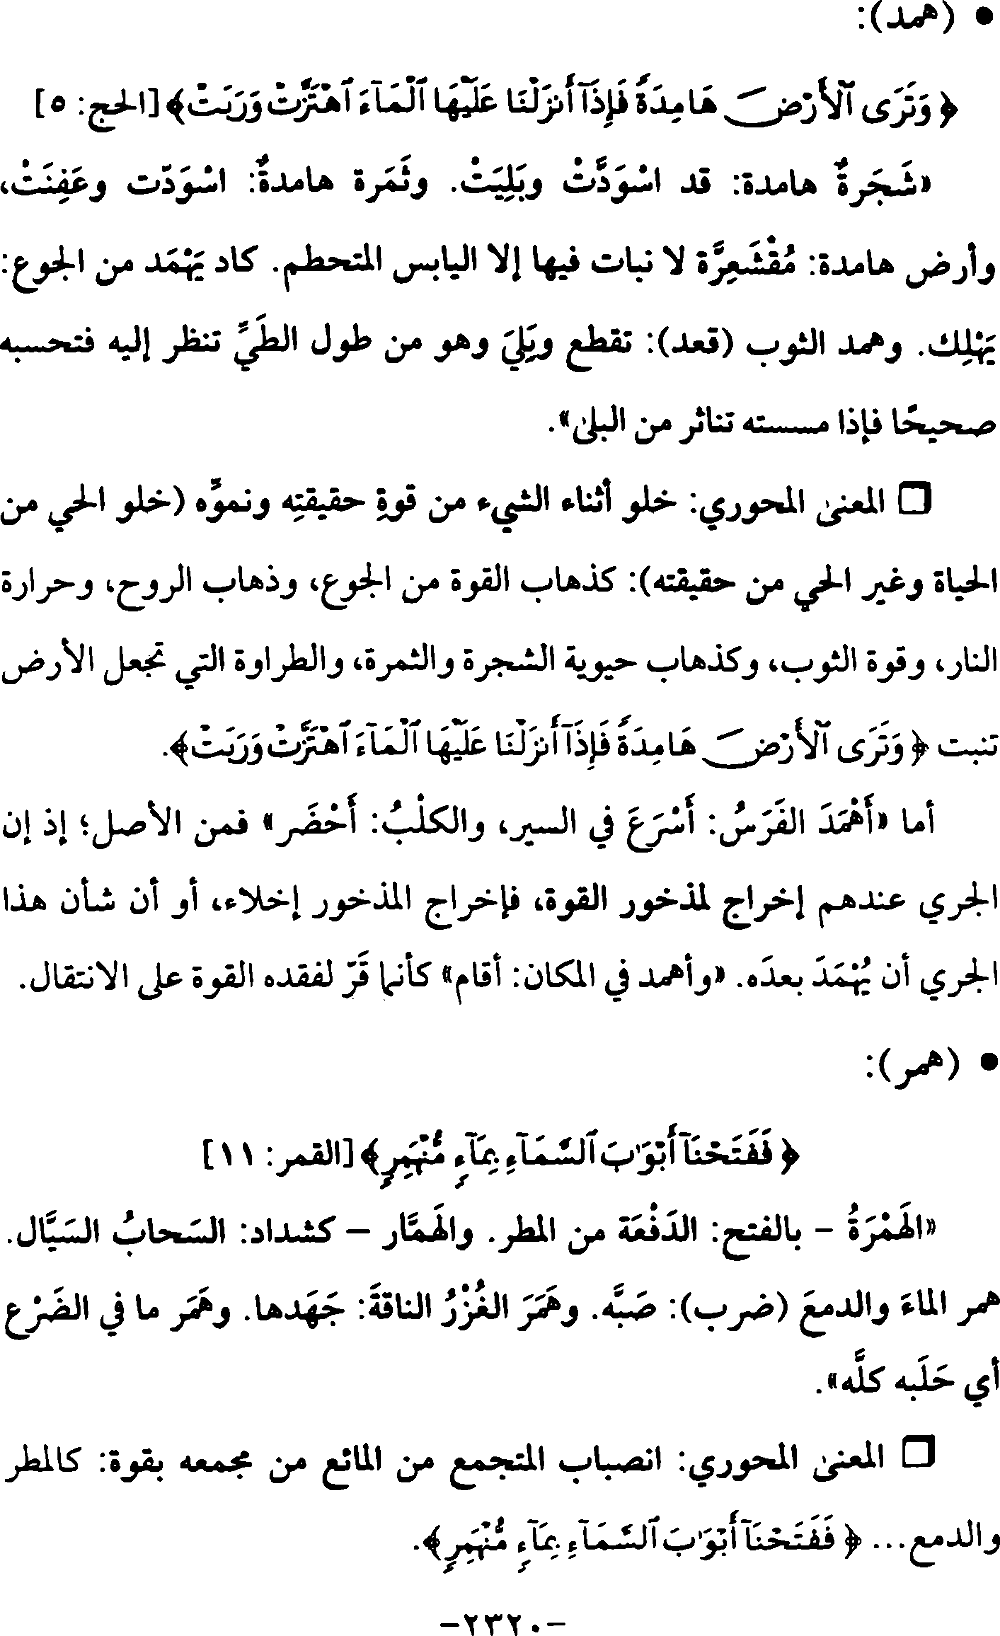 • (همد):
﴿ وَتَرَى ٱلْأَرْضَ هَامِدَةً فَإِذَآ أَنزَلْنَا عَلَيْهَا ٱلْمَآءَ ٱهْتَزَّتْ وَرَبَتْ﴾ [الحج: ٥]
«شَجَرةٌ هامدة: قد اسْوَدَّتْ وبَلِيَتْ. وثَمَرة هامدةٌ: اسْوَدّت وعَفِنَتْ،
وأرض هامدة: مُقْشَعِرَّة لا نبات فيها إلا اليابس المتحطم. كاد يَهْمَد من الجوع:
يَهْلِك. وهمد الثوب (قعد): تقطع وبَلِيَ وهو من طول الطَيِّ تنظر إليه فتحسبه
صحيحًا فإذا مسسته تناثر من البلى».
□ المعنى المحوري: خلو أثناء الشيء من قوةِ حقيقتِه ونموِّه (خلو الحي من
الحياة وغير الحي من حقيقته): كذهاب القوة من الجوع، وذهاب الروح، وحرارة
النار، وقوة الثوب، وكذهاب حيوية الشجرة والثمرة، والطراوة التي تجعل الأرض
تنبت ﴿ وَتَرَى ٱلْأَرْضَ هَامِدَةً فَإِذَآ أَنزَلْنَا عَلَيْهَا ٱلْمَآءَ ٱهْتَزَّتْ وَرَبَتْ﴾.
أما «أَهْمَدَ الفَرَسُ: أَسْرَعَ في السير، والكلْبُ: أَحْضَر» فمن الأصل؛ إذ إن
الجري عندهم إخراج لمذخور القوة، فإخراج المذخور إخلاء، أو أن شأن هذا
الجري أن يُهْمَدَ بعدَه. «وأهمد في المكان: أقام» كأنما قَرّ لفقده القوة على الانتقال.
• (همر):
﴿ فَفَتَحْنَآ أَبْوَٰبَ ٱلسَّمَآءِ بِمَآءٍ مُّنْهَمِرٍ﴾ [القمر: ١١]
«الهَمْرَةُ – بالفتح: الدَفْعَة من المطر. والهَمَّار – كشداد: السَحابُ السَيَّال.
همر الماءَ والدمعَ (ضرب): صَبَّه. وهَمَرَ الغُزْرُ الناقةَ: جَهَدها. وهَمَر ما في الضَرْع
أي حَلَبه كلَّه».
□ المعنى المحوري: انصباب المتجمع من المائع من مجمعه بقوة: كالمطر
والدمع... ﴿ فَفَتَحْنَآ أَبْوَٰبَ ٱلسَّمَآءِ بِمَآءٍ مُّنْهَمِرٍ﴾.
-٢٣٢٠-